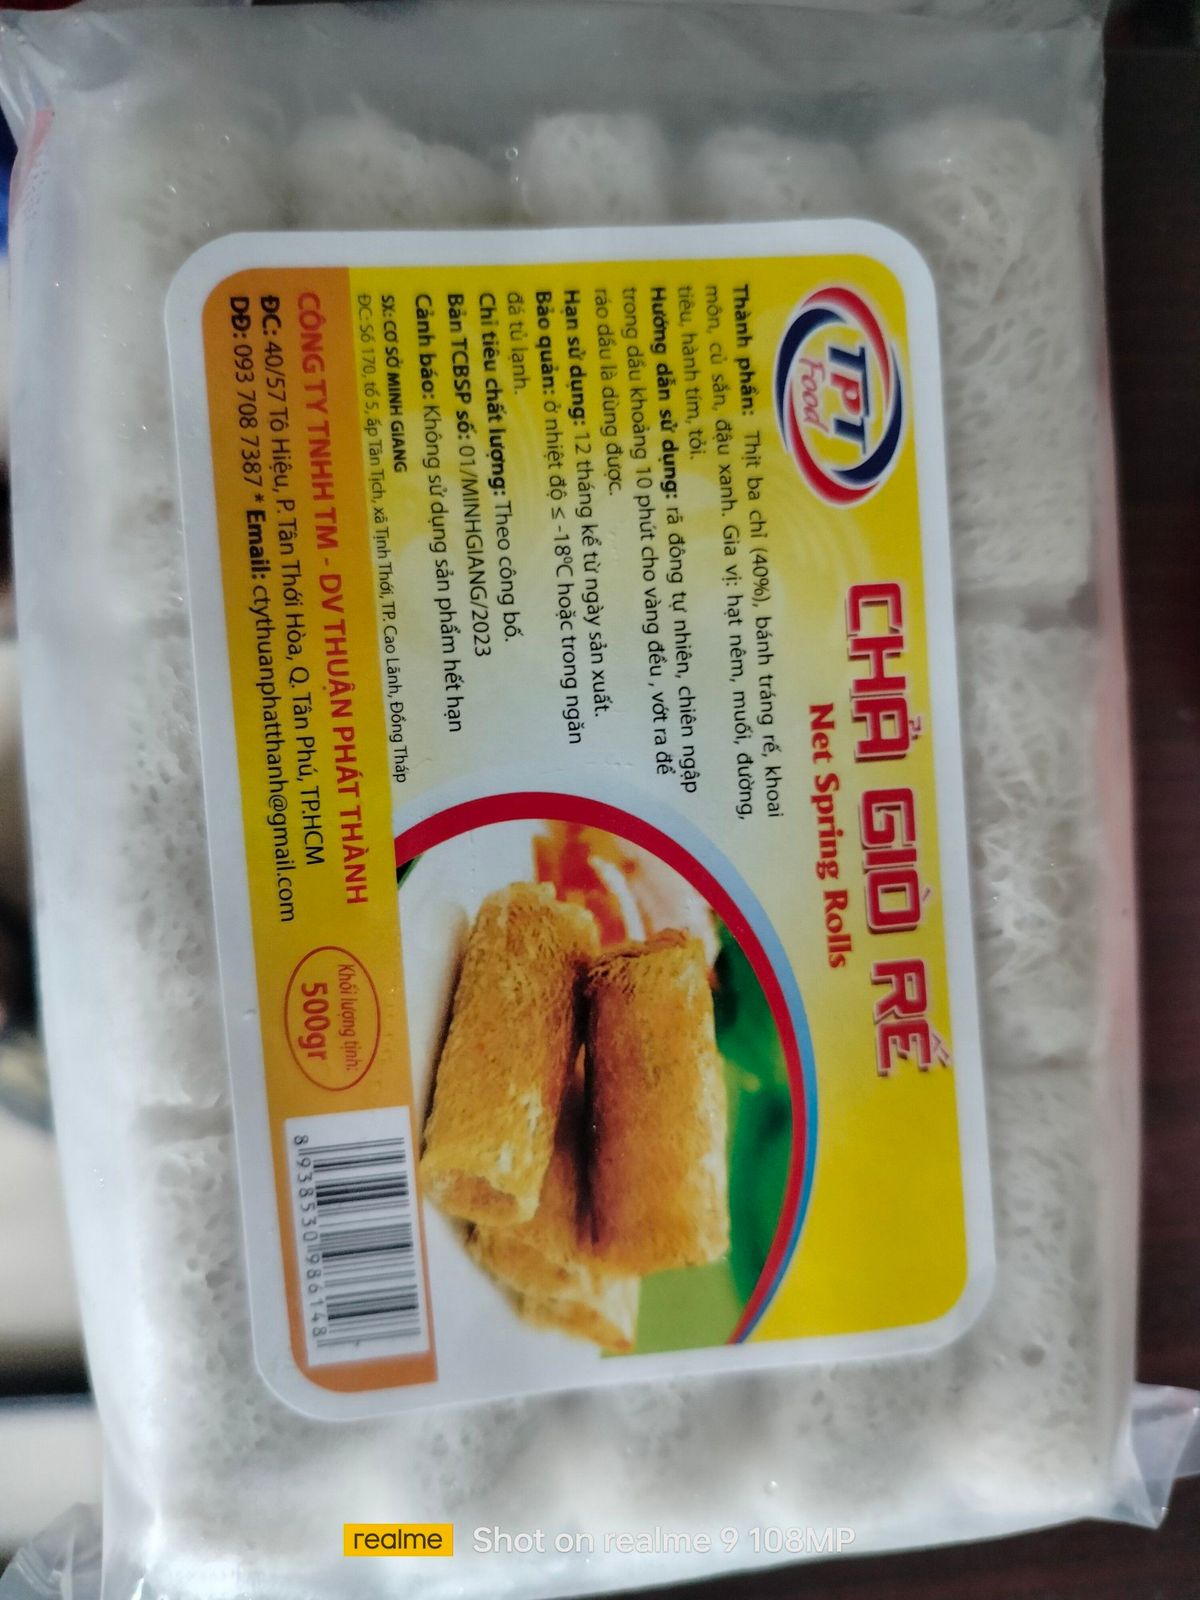 TPT
Food
CHẢ GIÒ RẾ
Net Spring Rolls
Thành phần: Thịt ba chỉ (40%), bánh tráng rế, khoai
môn, củ sắn, đậu xanh. Gia vị: hạt nêm, muối, đường,
tiêu, hành tím, tỏi.
Hướng dẫn sử dụng: rã đông tự nhiên, chiên ngập
trong dầu khoảng 10 phút cho vàng đều, vớt ra để
ráo dầu là dùng được.
Hạn sử dụng: 12 tháng kể từ ngày sản xuất.
Bảo quản: ở nhiệt độ ≤ -18ºC hoặc trong ngăn
đá tủ lạnh.
Chỉ tiêu chất lượng: Theo công bố.
Bản TCBSP số: 01/MINHGIANG/2023
Cảnh báo: Không sử dụng sản phẩm hết hạn
SX: CƠ SỞ MINH GIANG
ĐC: Số 170, tổ 5, ấp Tân Tịch, xã Tịnh Thới, TP. Cao Lãnh, Đồng Tháp
CÔNG TY TNHH TM - DV THUẬN PHÁT THÀNH
ĐC: 40/57 Tô Hiệu, P. Tân Thới Hòa, Q. Tân Phú, TP.HCM
DĐ: 093 708 7387 * Email: ctythuanphatthanh@gmail.com
Khối lượng tịnh:
500gr
8 938530 986148
realme Shot on realme 9 108MP